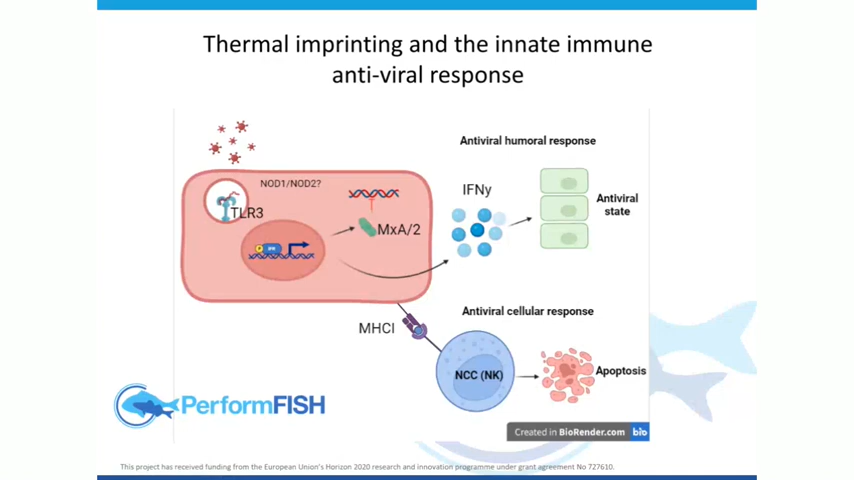 Thermal imprinting and the innate immune
anti-viral response
Antiviral humoral response
NOD1/NOD2?
TLR3
MxA/2
IFNγ
Antiviral
state
Antiviral cellular response
MHCI
NCC (NK)
Apoptosis
PerformFISH
Created in BioRender.com bio
This project has received funding from the European Union's Horizon 2020 research and innovation programme under grant agreement No 727610.